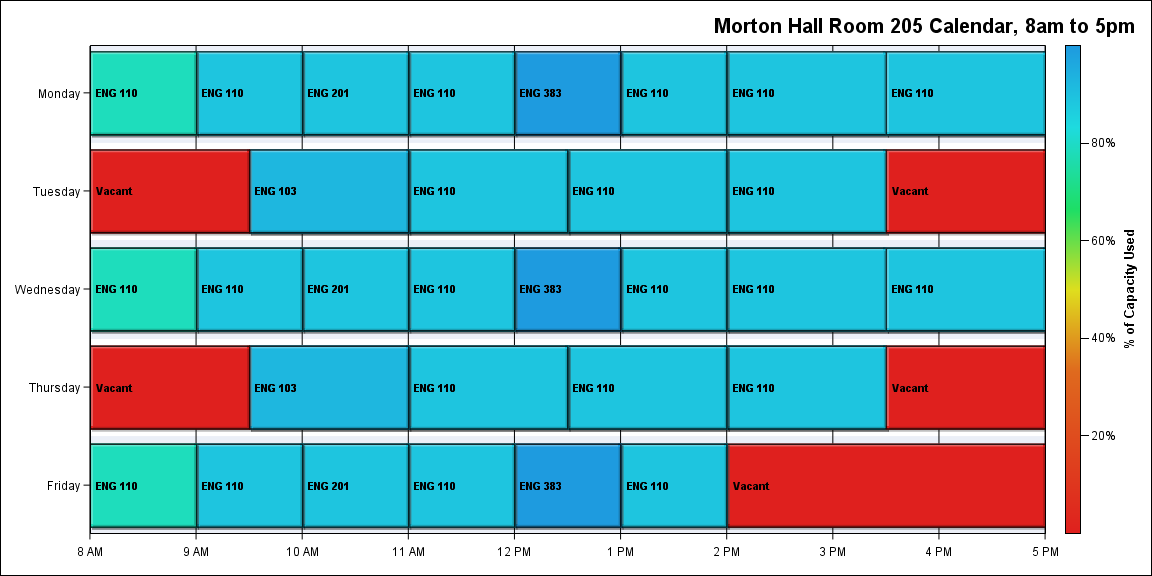 Morton Hall Room 205 Calendar, 8am to 5pm
Monday
ENG 110
ENG 110
ENG 201
ENG 110
ENG 383
ENG 110
ENG 110
ENG 110
Tuesday
Vacant
ENG 103
ENG 110
ENG 110
ENG 110
Vacant
Wednesday
ENG 110
ENG 110
ENG 201
ENG 110
ENG 383
ENG 110
ENG 110
ENG 110
Thursday
Vacant
ENG 103
ENG 110
ENG 110
ENG 110
Vacant
Friday
ENG 110
ENG 110
ENG 201
ENG 110
ENG 383
ENG 110
Vacant
8 AM
9 AM
10 AM
11 AM
12 PM
1 PM
2 PM
3 PM
4 PM
5 PM
80%
60%
40%
20%
% of Capacity Used